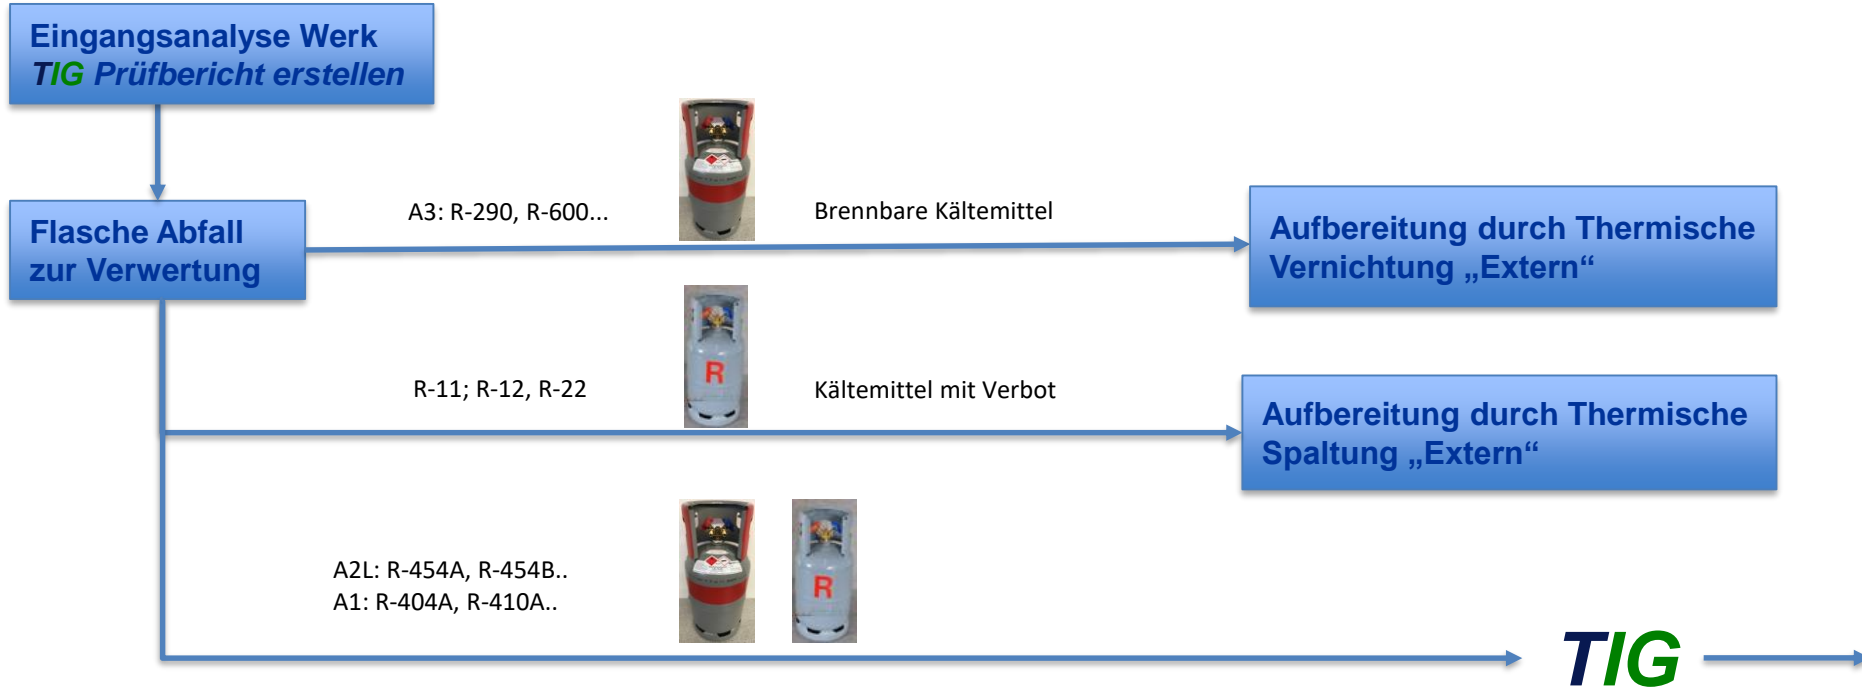 Eingangsanalyse Werk
TIG Prüfbericht erstellen
Flasche Abfall
zur Verwertung
A3: R-290, R-600...
Brennbare Kältemittel
Aufbereitung durch Thermische
Vernichtung „Extern“
R
R-11; R-12, R-22
Kältemittel mit Verbot
Aufbereitung durch Thermische
Spaltung „Extern“
A2L: R-454A, R-454B..
A1: R-404A, R-410A..
R
TIG